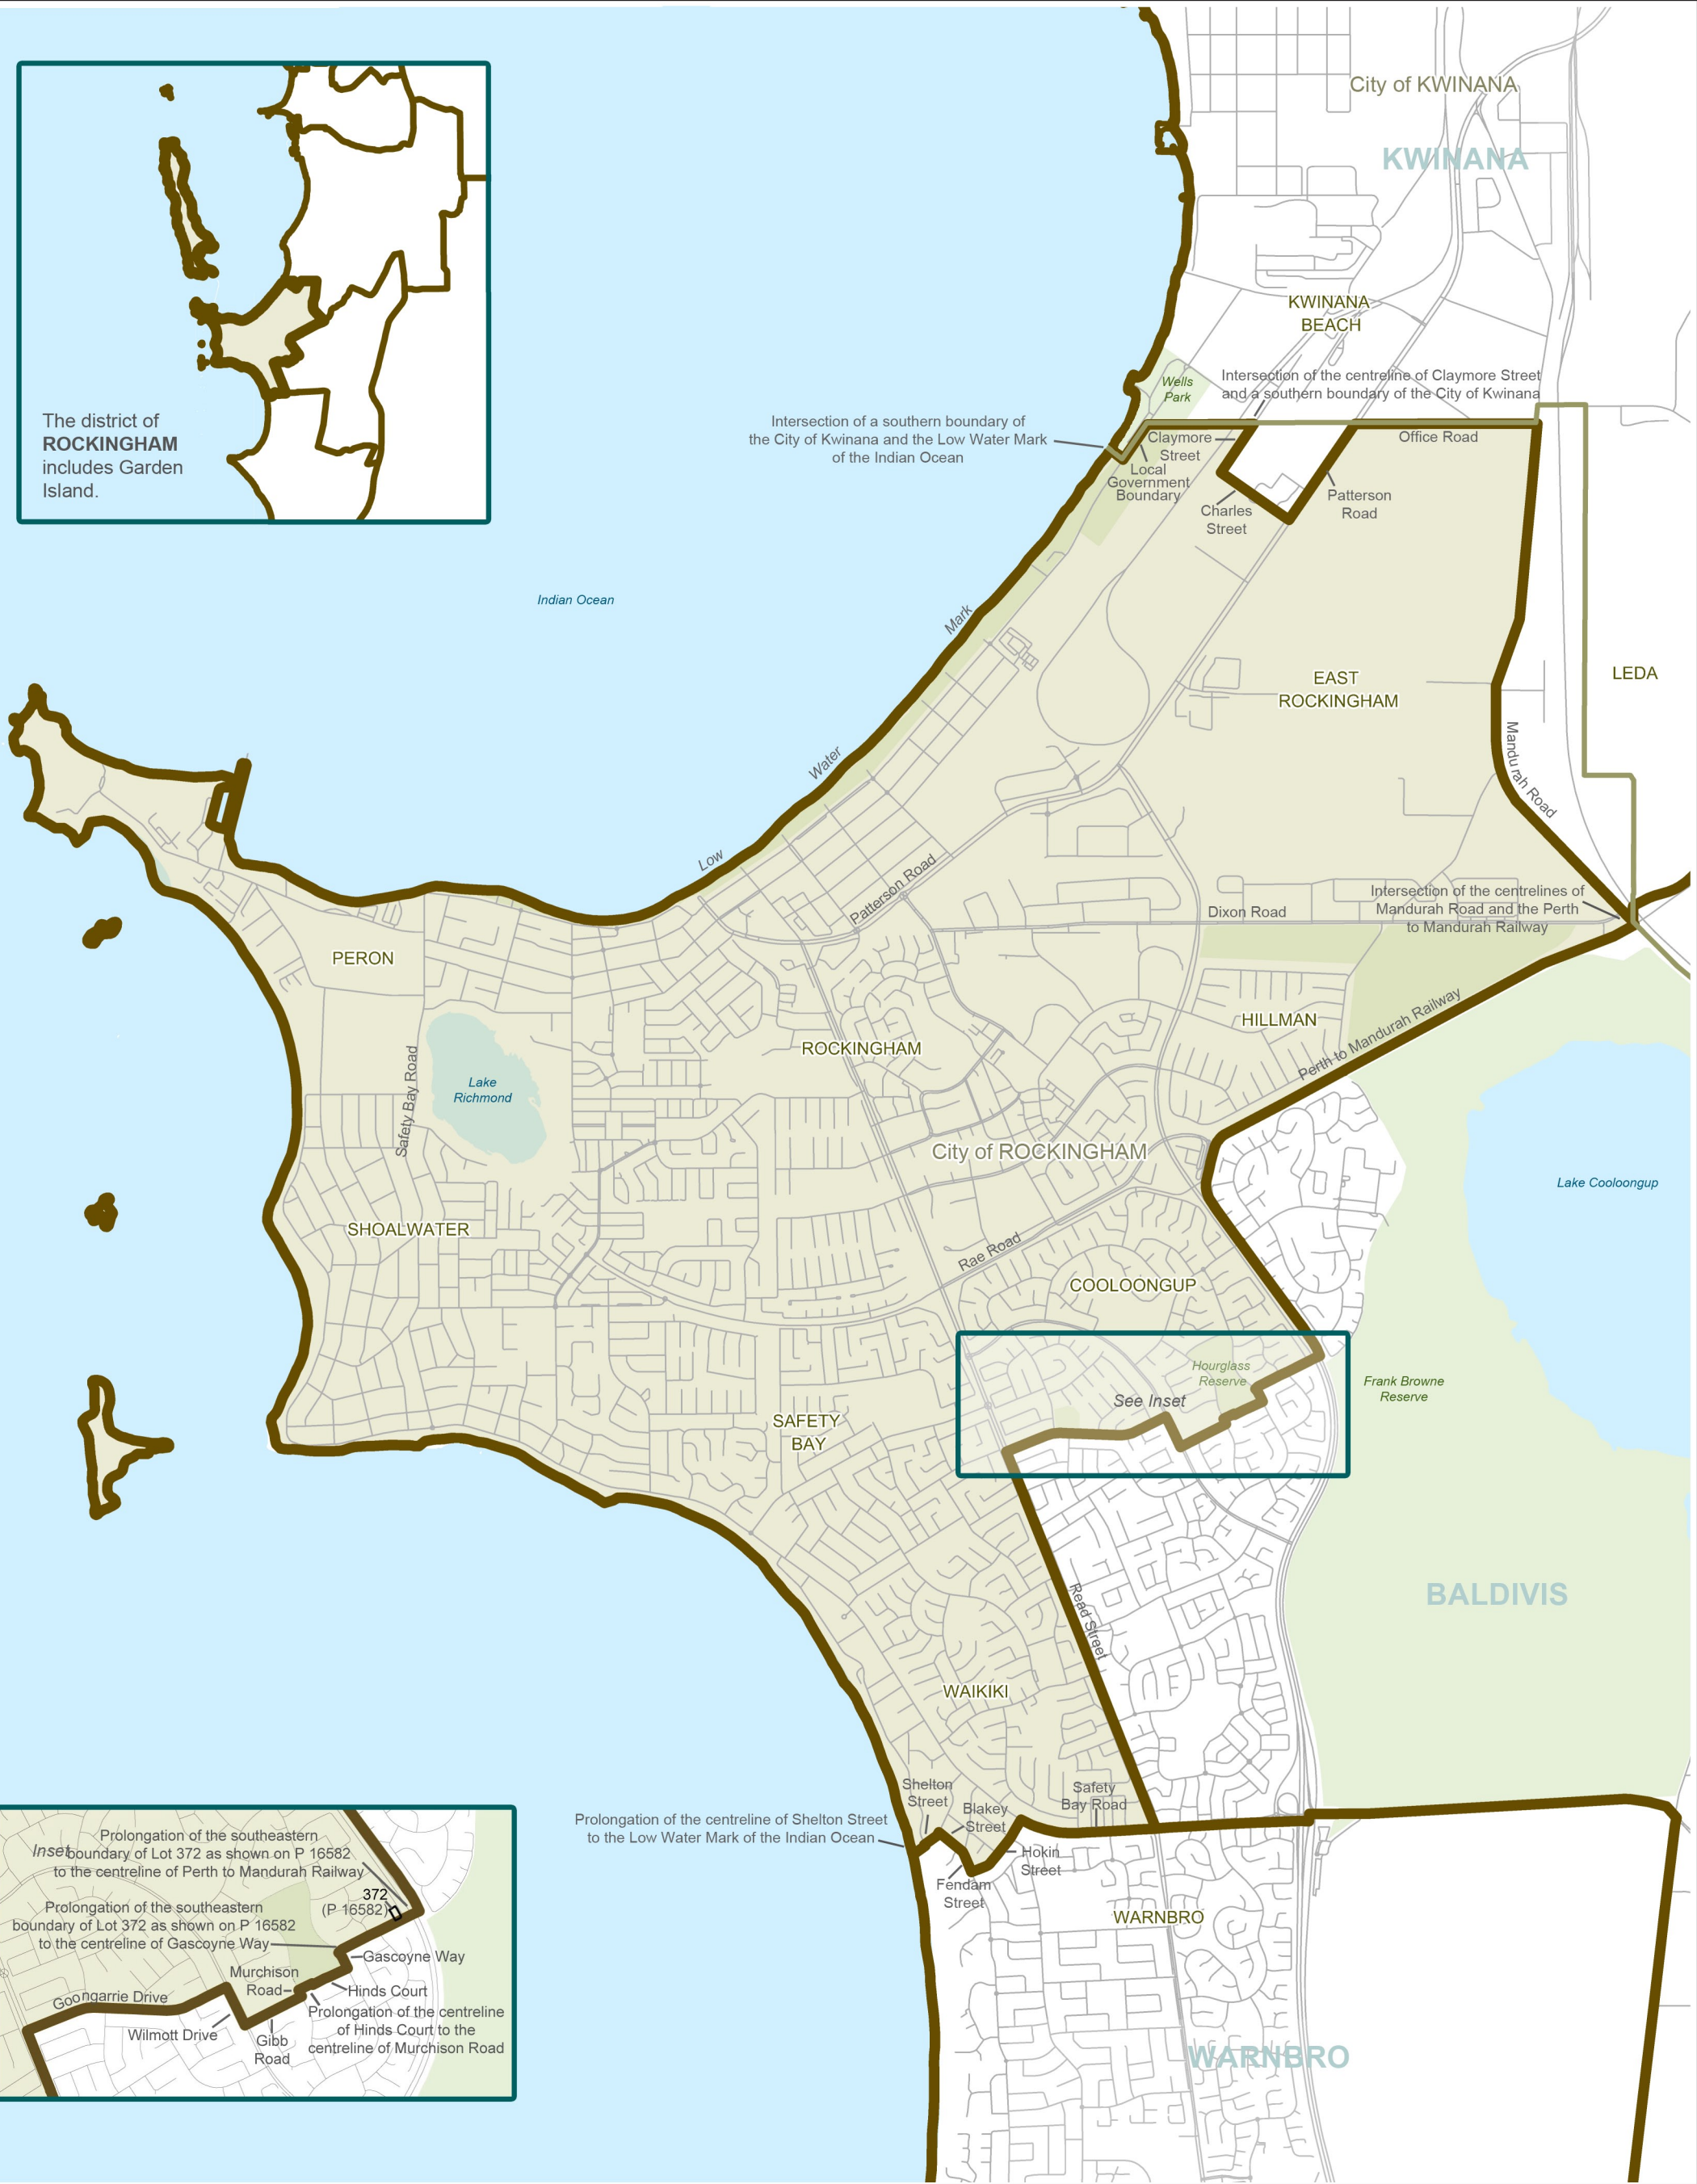 City of KWINANA
KWINANA
The district of
ROCKINGHAM
includes Garden
Island.
KWINANA
BEACH
Wells
Park
Intersection of the centreline of Claymore Street
and a southern boundary of the City of Kwinana
Intersection of a southern boundary of
the City of Kwinana and the Low Water Mark
of the Indian Ocean
Claymore
Street
Office Road
Local
Government
Boundary
Charles
Street
Patterson
Road
Indian Ocean
Mark
EAST
ROCKINGHAM
LEDA
Mandurah Road
Water
Low
Patterson Road
Dixon Road
Intersection of the centrelines of
Mandurah Road and the Perth
to Mandurah Railway
PERON
HILLMAN
Perth to Mandurah Railway
ROCKINGHAM
Lake
Richmond
Safety Bay Road
City of ROCKINGHAM
Lake Cooloongup
SHOALWATER
Rae Road
COOLOONGUP
Hourglass
Reserve
See Inset
Frank Browne
Reserve
SAFETY
BAY
BALDIVIS
Read Street
WAIKIKI
Shelton
Street
Blakey
Street
Safety
Bay Road
Prolongation of the centreline of Shelton Street
to the Low Water Mark of the Indian Ocean
Hokin
Street
Fendam
Street
WARNBRO
WARNBRO
Inset
Prolongation of the southeastern
boundary of Lot 372 as shown on P 16582
to the centreline of Perth to Mandurah Railway
372
(P 16582)
Prolongation of the southeastern
boundary of Lot 372 as shown on P 16582
to the centreline of Gascoyne Way
Gascoyne Way
Murchison
Road
Hinds Court
Goongarrie Drive
Prolongation of the centreline
of Hinds Court to the
centreline of Murchison Road
Wilmott Drive
Gibb
Road